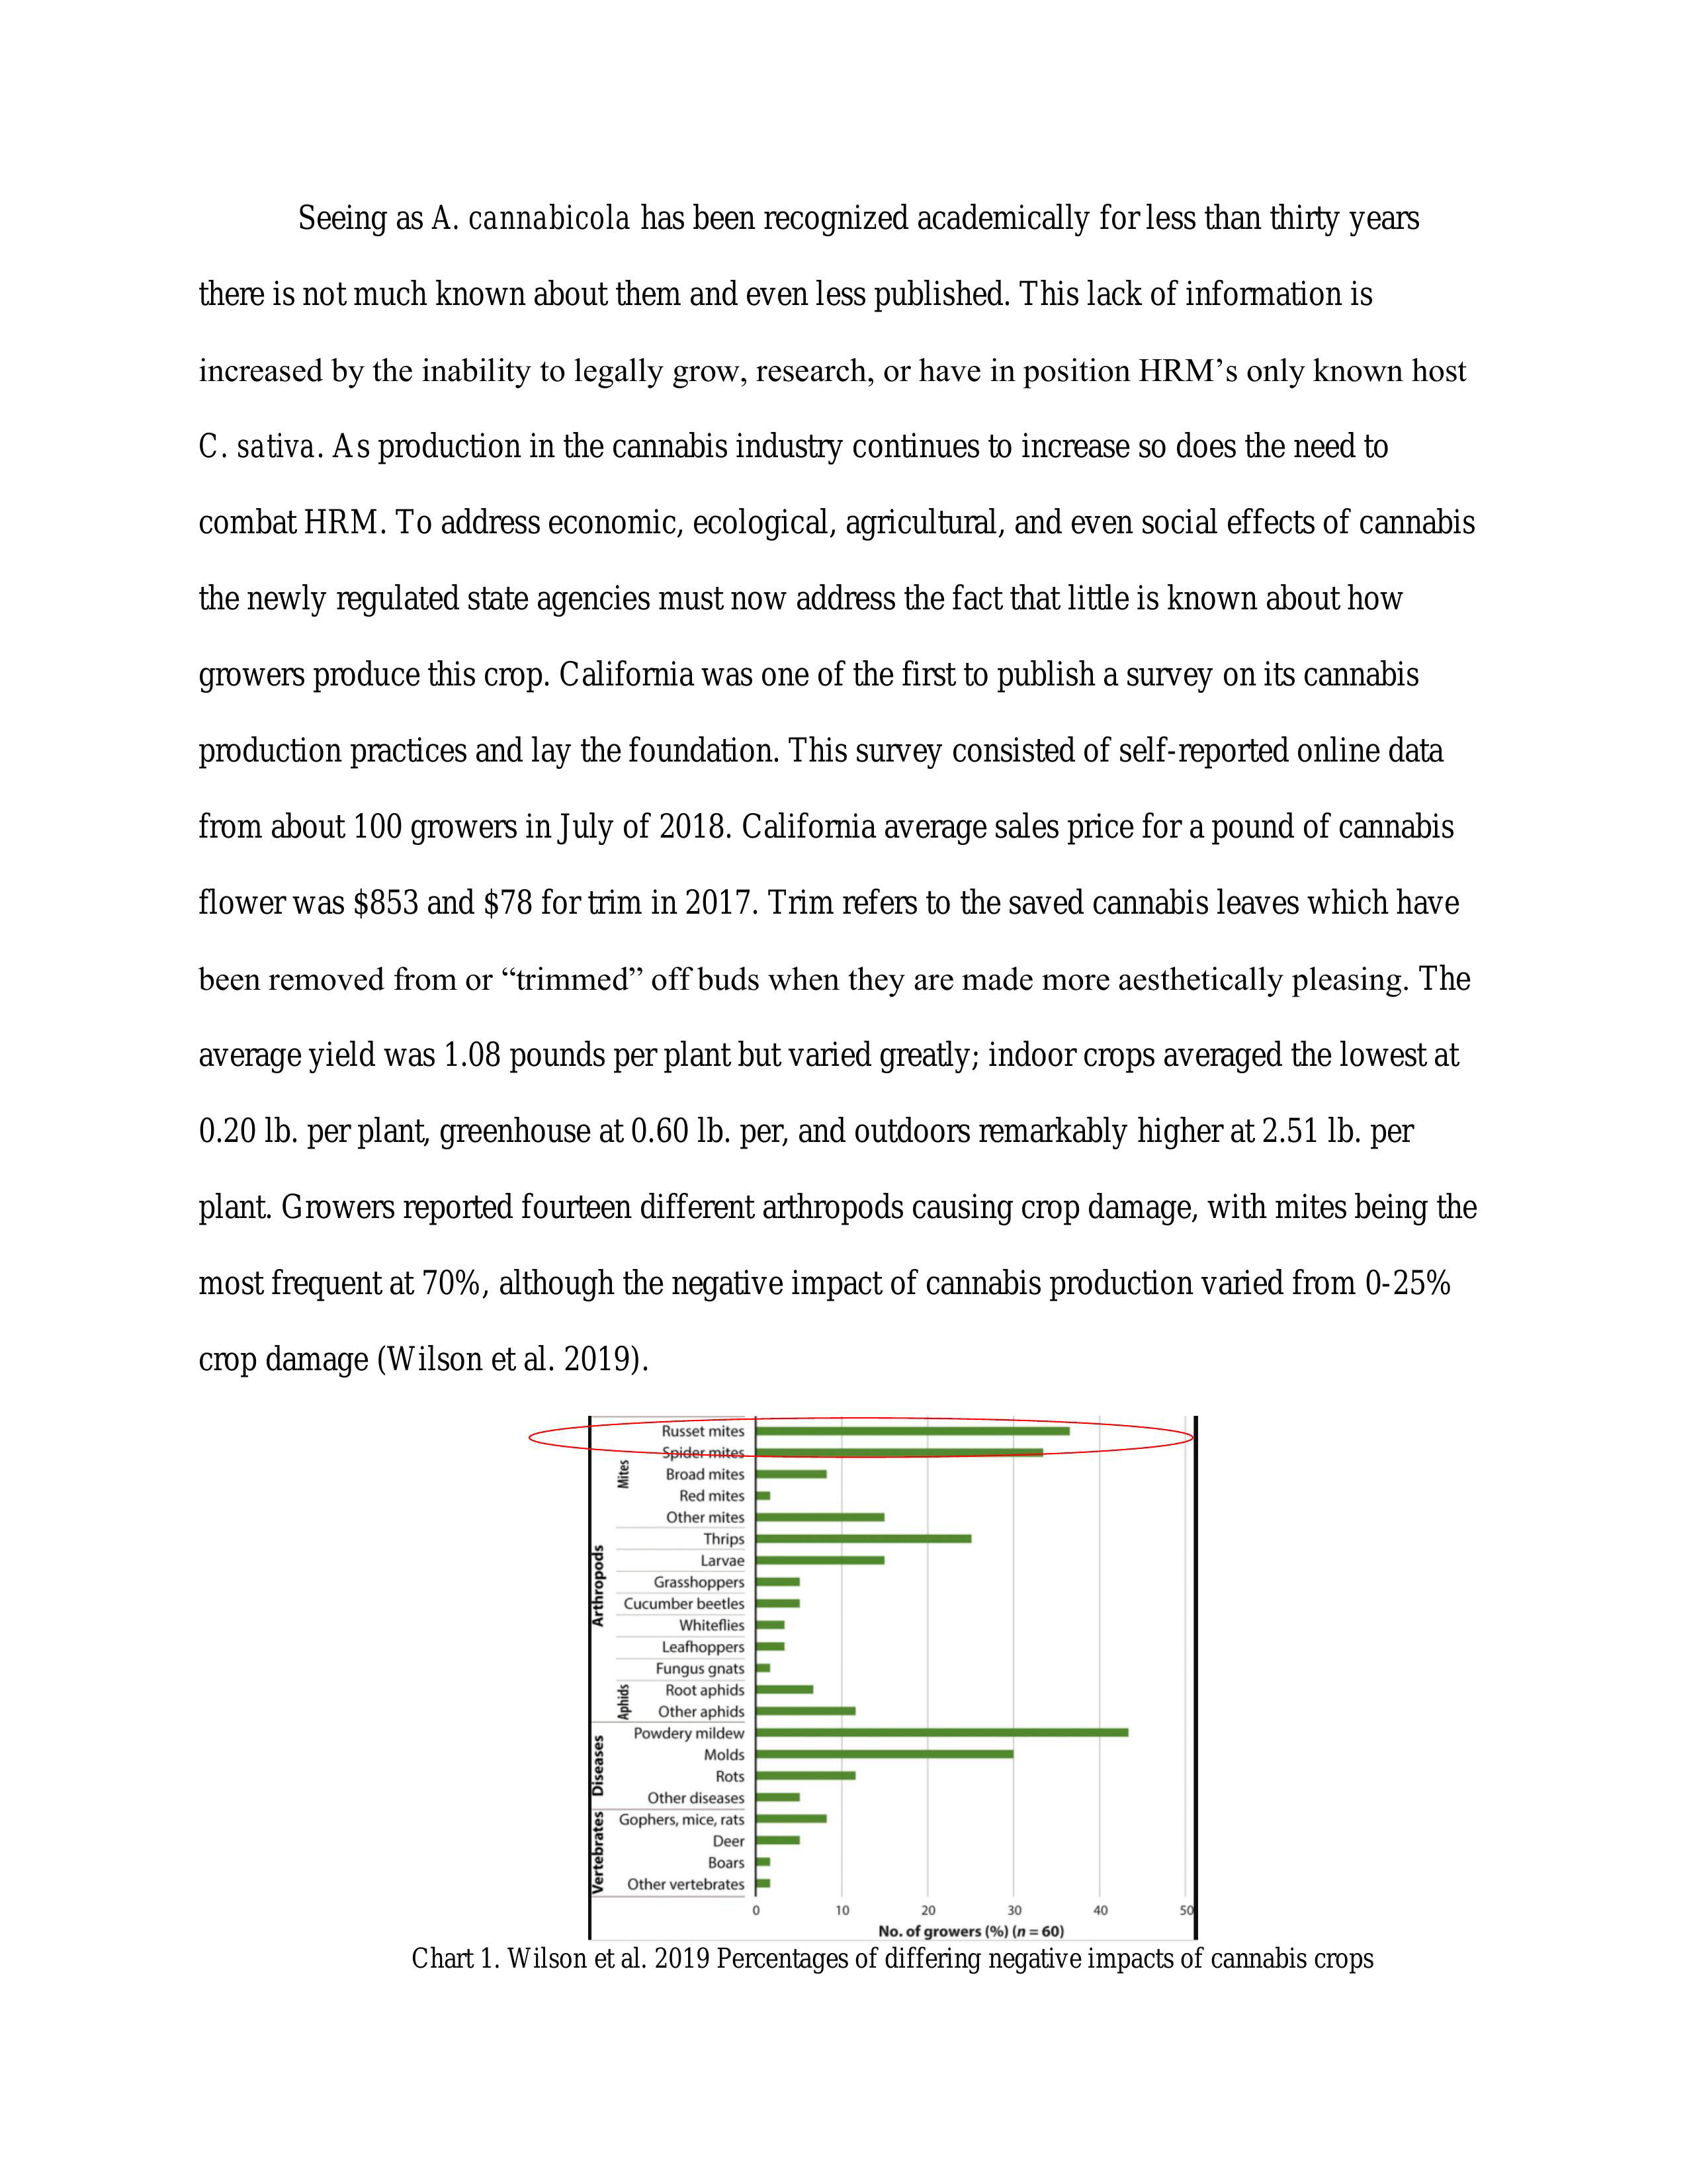 Seeing as A. cannabicola has been recognized academically for less than thirty years
there is not much known about them and even less published. This lack of information is
increased by the inability to legally grow, research, or have in position HRM’s only known host
C. sativa. As production in the cannabis industry continues to increase so does the need to
combat HRM. To address economic, ecological, agricultural, and even social effects of cannabis
the newly regulated state agencies must now address the fact that little is known about how
growers produce this crop. California was one of the first to publish a survey on its cannabis
production practices and lay the foundation. This survey consisted of self-reported online data
from about 100 growers in July of 2018. California average sales price for a pound of cannabis
flower was $853 and $78 for trim in 2017. Trim refers to the saved cannabis leaves which have
been removed from or “trimmed” off buds when they are made more aesthetically pleasing. The
average yield was 1.08 pounds per plant but varied greatly; indoor crops averaged the lowest at
0.20 lb. per plant, greenhouse at 0.60 lb. per, and outdoors remarkably higher at 2.51 lb. per
plant. Growers reported fourteen different arthropods causing crop damage, with mites being the
most frequent at 70%, although the negative impact of cannabis production varied from 0-25%
crop damage (Wilson et al. 2019).
Arthropods
Mites
Russet mites
Spider mites
Broad mites
Red mites
Other mites
Thrips
Larvae
Grasshoppers
Cucumber beetles
Whiteflies
Leafhoppers
Fungus gnats
Aphids
Root aphids
Other aphids
Diseases
Powdery mildew
Molds
Rots
Other diseases
Vertebrates
Gophers, mice, rats
Deer
Boars
Other vertebrates
0 10 20 30 40 50
No. of growers (%) (n = 60)
Chart 1. Wilson et al. 2019 Percentages of differing negative impacts of cannabis crops